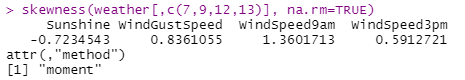 > skewness(weather[,c(7,9,12,13)], na.rm=TRUE)
Sunshine WindGustSpeed WindSpeed9am WindSpeed3pm
-0.7234543 0.8361055 1.3601713 0.5912721
attr(,"method")
[1] "moment"